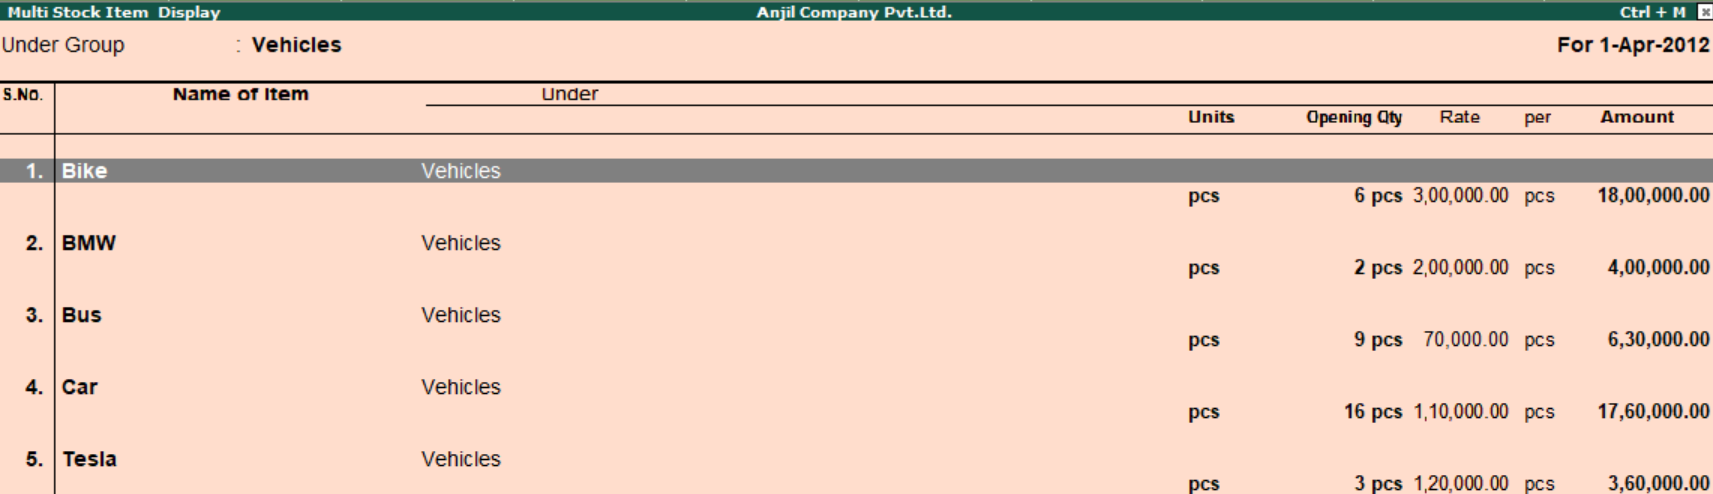 Multi Stock Item Display Anjil Company Pvt.Ltd. Ctrl + M
Under Group : Vehicles For 1-Apr-2012
S.No. Name of Item Under
Units Opening Qty Rate per Amount
1. Bike Vehicles
pcs 6 pcs 3,00,000.00 pcs 18,00,000.00
2. BMW Vehicles
pcs 2 pcs 2,00,000.00 pcs 4,00,000.00
3. Bus Vehicles
pcs 9 pcs 70,000.00 pcs 6,30,000.00
4. Car Vehicles
pcs 16 pcs 1,10,000.00 pcs 17,60,000.00
5. Tesla Vehicles
pcs 3 pcs 1,20,000.00 pcs 3,60,000.00